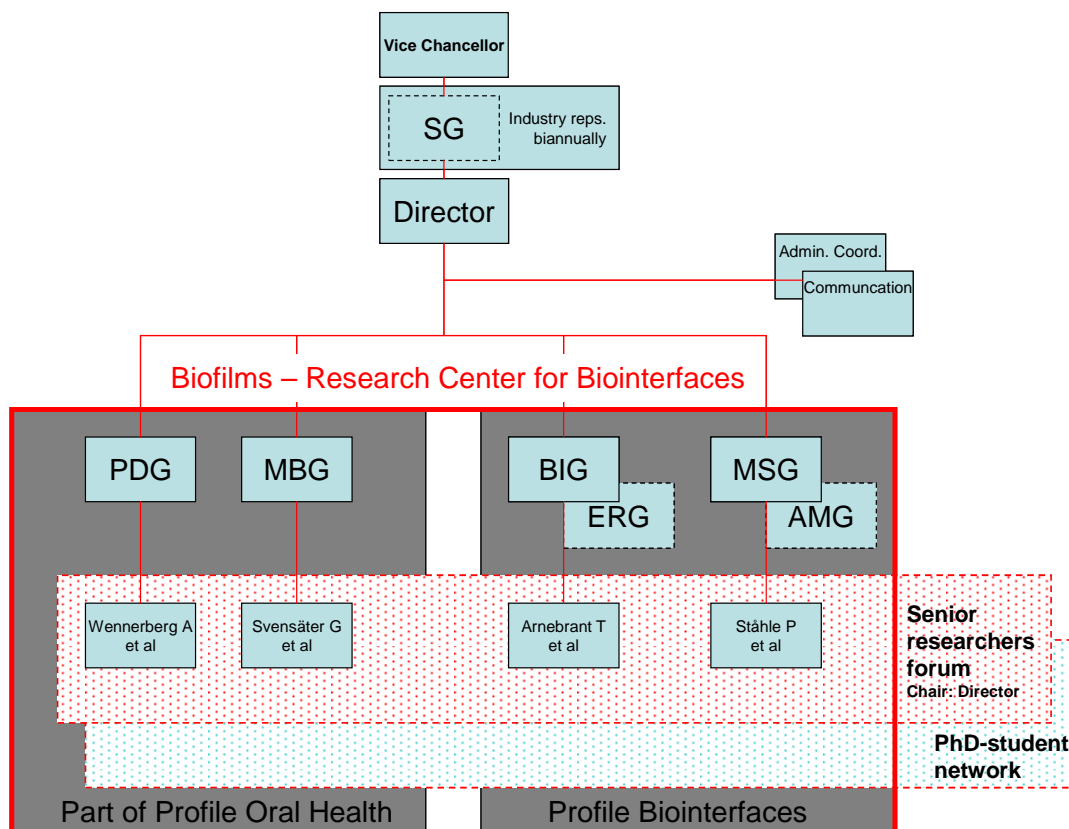 Vice Chancellor
SG
Industry reps.
biannually
Director
Admin. Coord.
Communcation
Biofilms – Research Center for Biointerfaces
PDG
MBG
BIG
MSG
ERG
AMG
Wennerberg A
et al
Svensäter G
et al
Arnebrant T
et al
Ståhle P
et al
Senior
researchers
forum
Chair: Director
PhD-student
network
Part of Profile Oral Health
Profile Biointerfaces